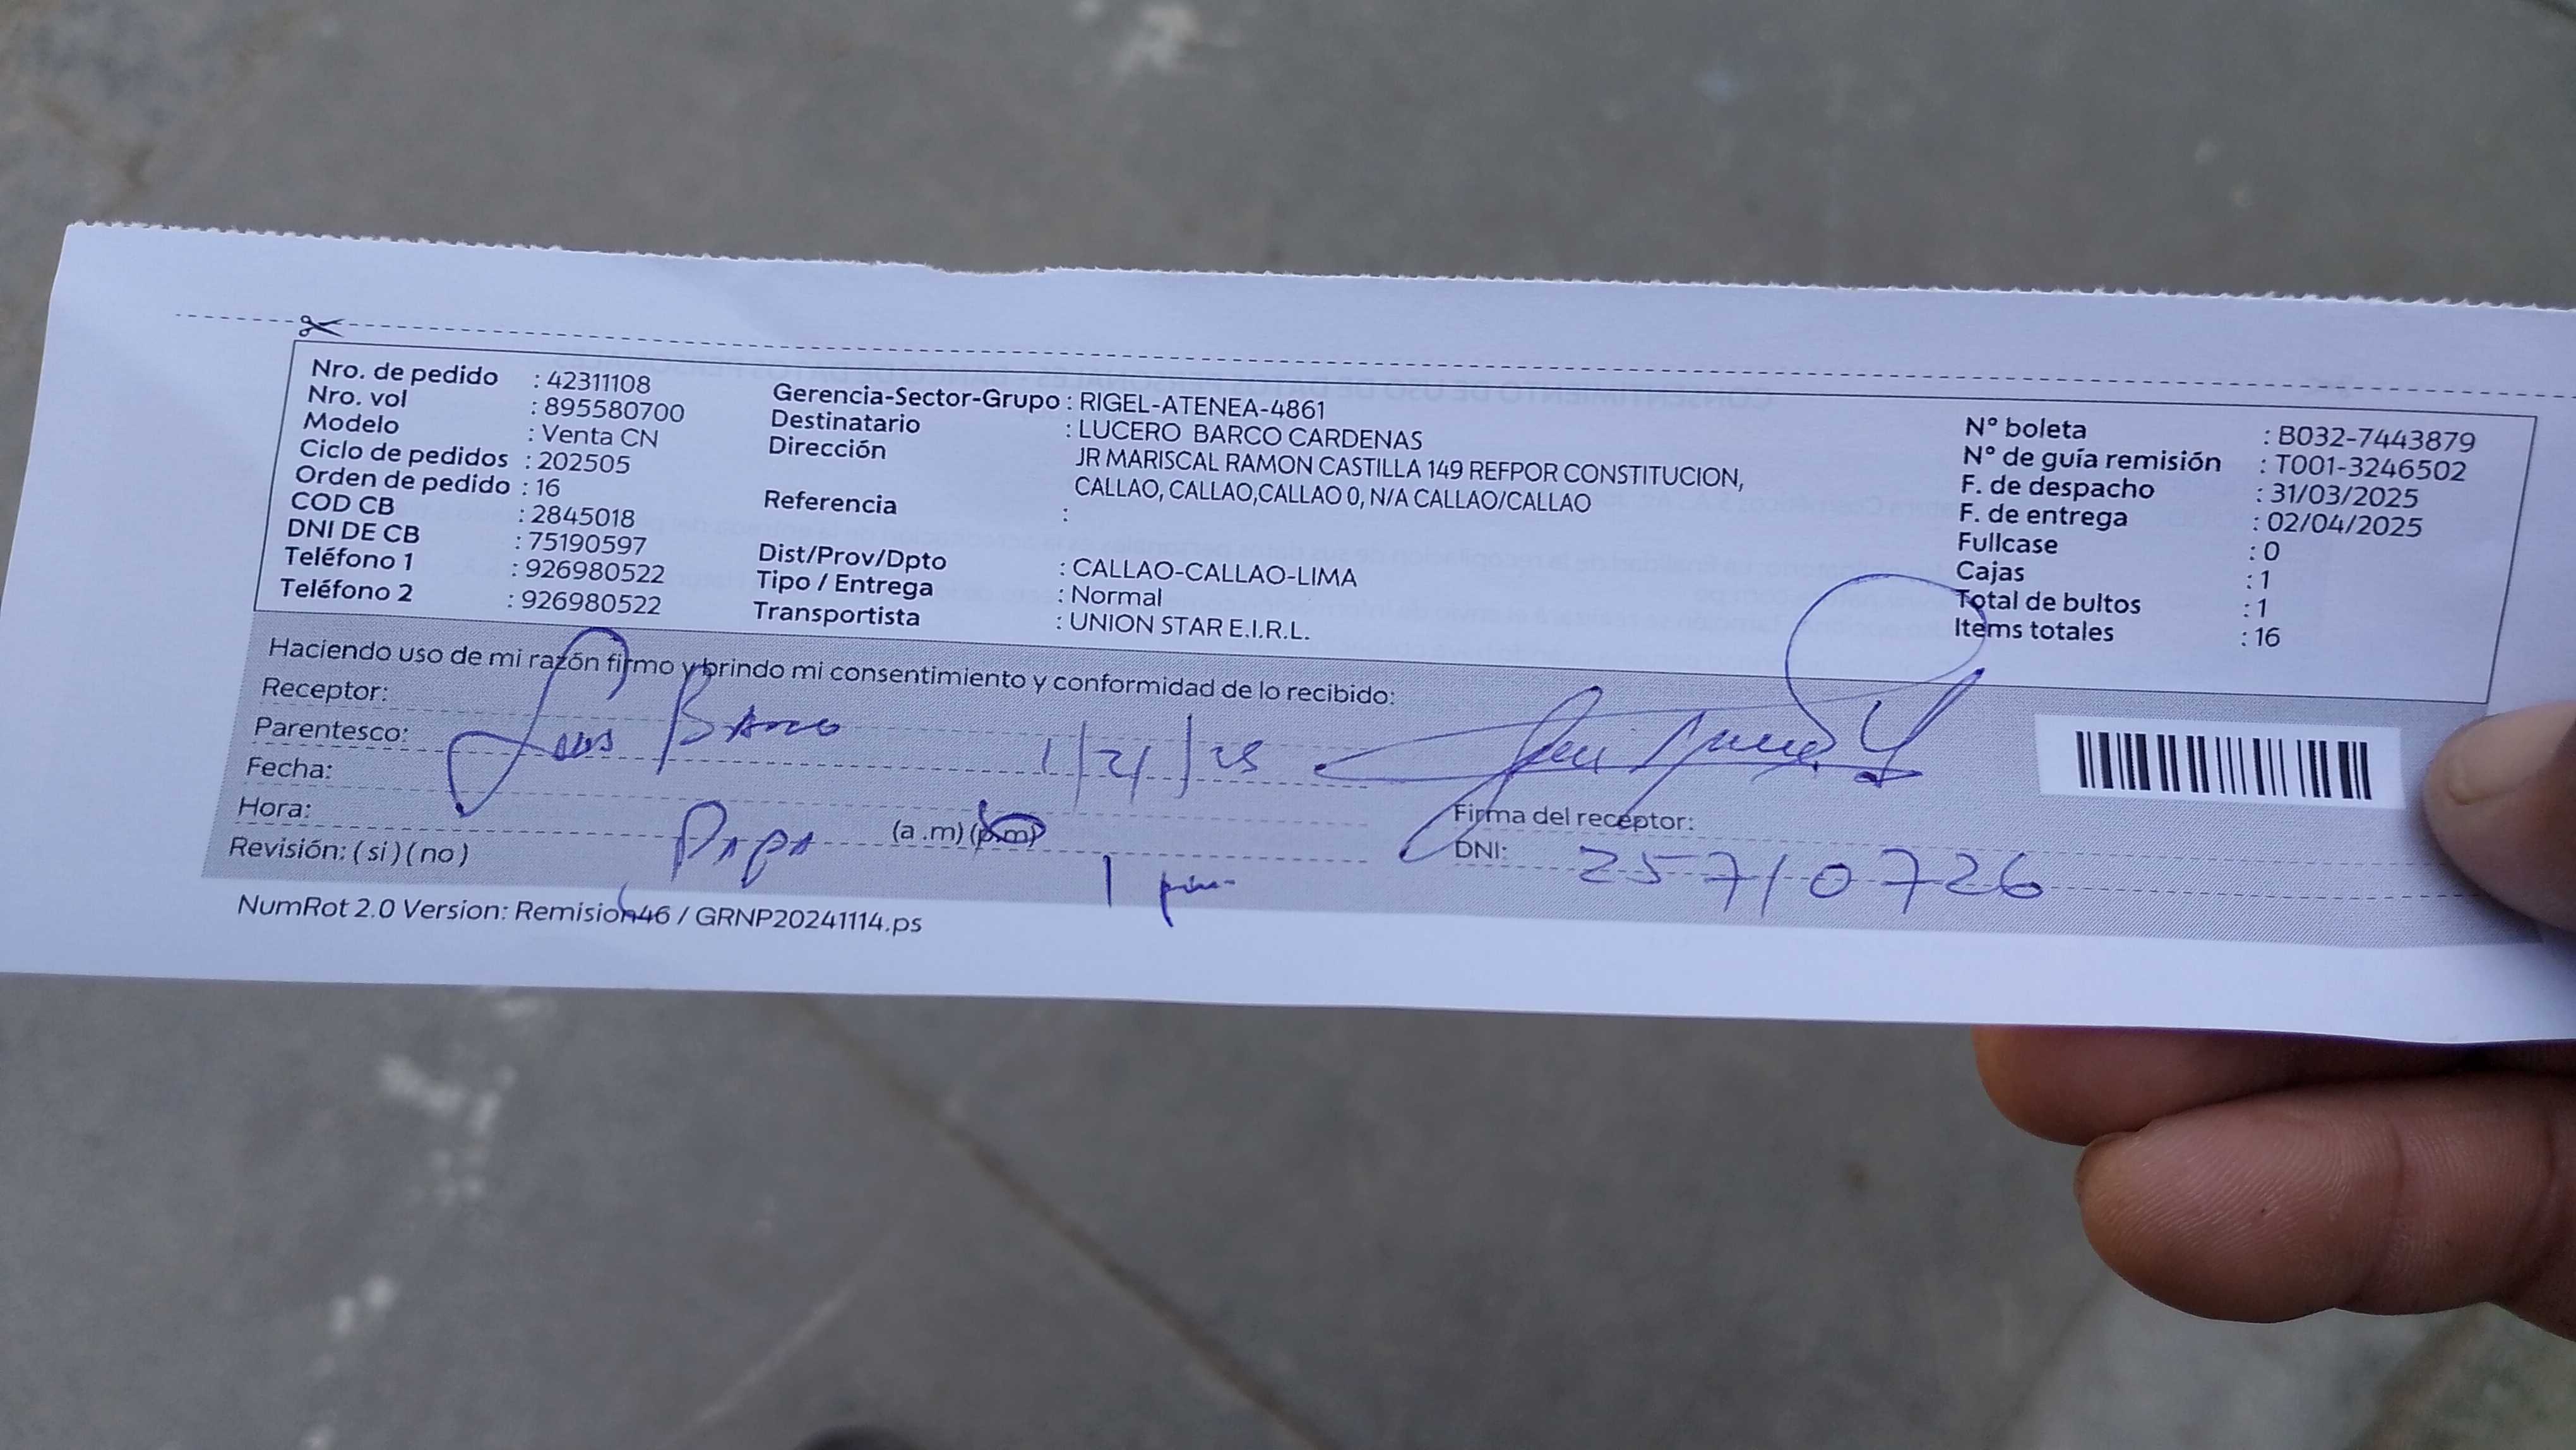 Nro. de pedido : 42311108
Nro. vol : 895580700
Modelo : Venta CN
Ciclo de pedidos : 202505
Orden de pedido : 16
COD CB : 2845018
DNI DE CB : 75190597
Teléfono 1 : 926980522
Teléfono 2 : 926980522
Gerencia-Sector-Grupo : RIGEL-ATENEA-4861
Destinatario : LUCERO BARCO CARDENAS
Dirección JR MARISCAL RAMON CASTILLA 149 REFPOR CONSTITUCION,
CALLAO, CALLAO,CALLAO 0, N/A CALLAO/CALLAO
Referencia :
Dist/Prov/Dpto : CALLAO-CALLAO-LIMA
Tipo / Entrega : Normal
Transportista : UNION STAR E.I.R.L.
N° boleta : B032-7443879
N° de guía remisión : T001-3246502
F. de despacho : 31/03/2025
F. de entrega : 02/04/2025
Fullcase : 0
Cajas : 1
Total de bultos : 1
Items totales : 16
Haciendo uso de mi razón firmo y brindo mi consentimiento y conformidad de lo recibido:
Receptor:
Parentesco: Barco
Fecha:
Hora: Papa (a .m) (p.m) 1 pm
Revisión: ( si ) ( no )
Firma del receptor:
DNI: 25710726
NumRot 2.0 Version: Remision46 / GRNP20241114.ps